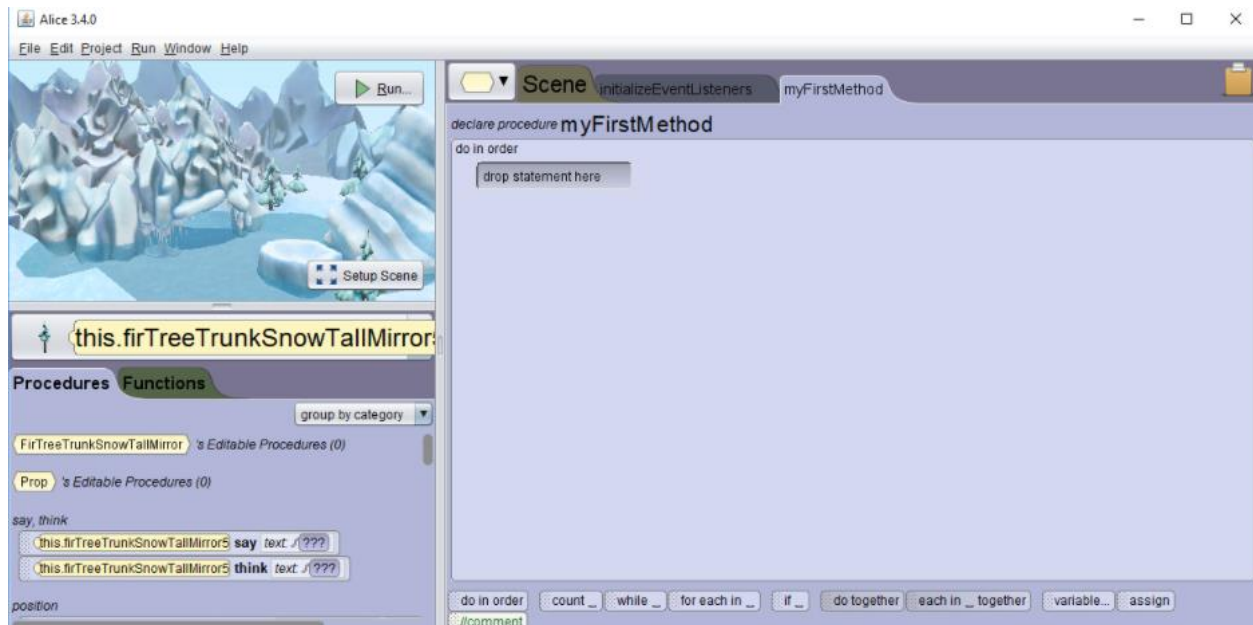 Alice 3.4.0
File Edit Project Run Window Help
Run...
Setup Scene
this.firTreeTrunkSnowTallMirror
Procedures Functions
group by category
FirTreeTrunkSnowTallMirror 's Editable Procedures (0)
Prop 's Editable Procedures (0)
say, think
this.firTreeTrunkSnowTallMirror5 say text: ???
this.firTreeTrunkSnowTallMirror5 think text: ???
position
Scene initializeEventListeners myFirstMethod
declare procedure myFirstMethod
do in order
drop statement here
do in order count _ while _ for each in _ if _ do together each in _ together variable... assign
//comment